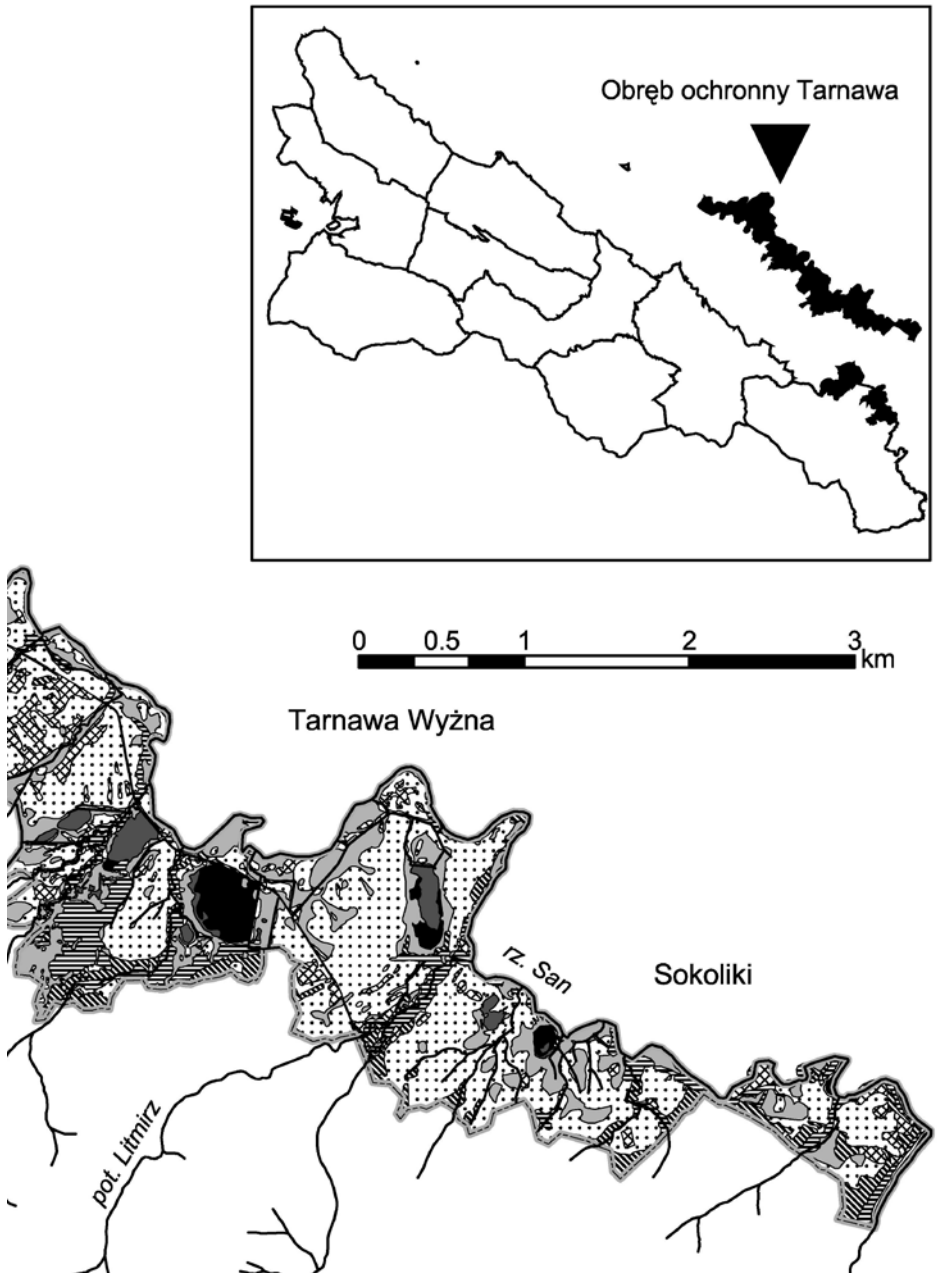 Obręb ochronny Tarnawa
0 0.5 1 2 3
km
Tarnawa Wyżna
rz. San
Sokoliki
pot. Litmirz